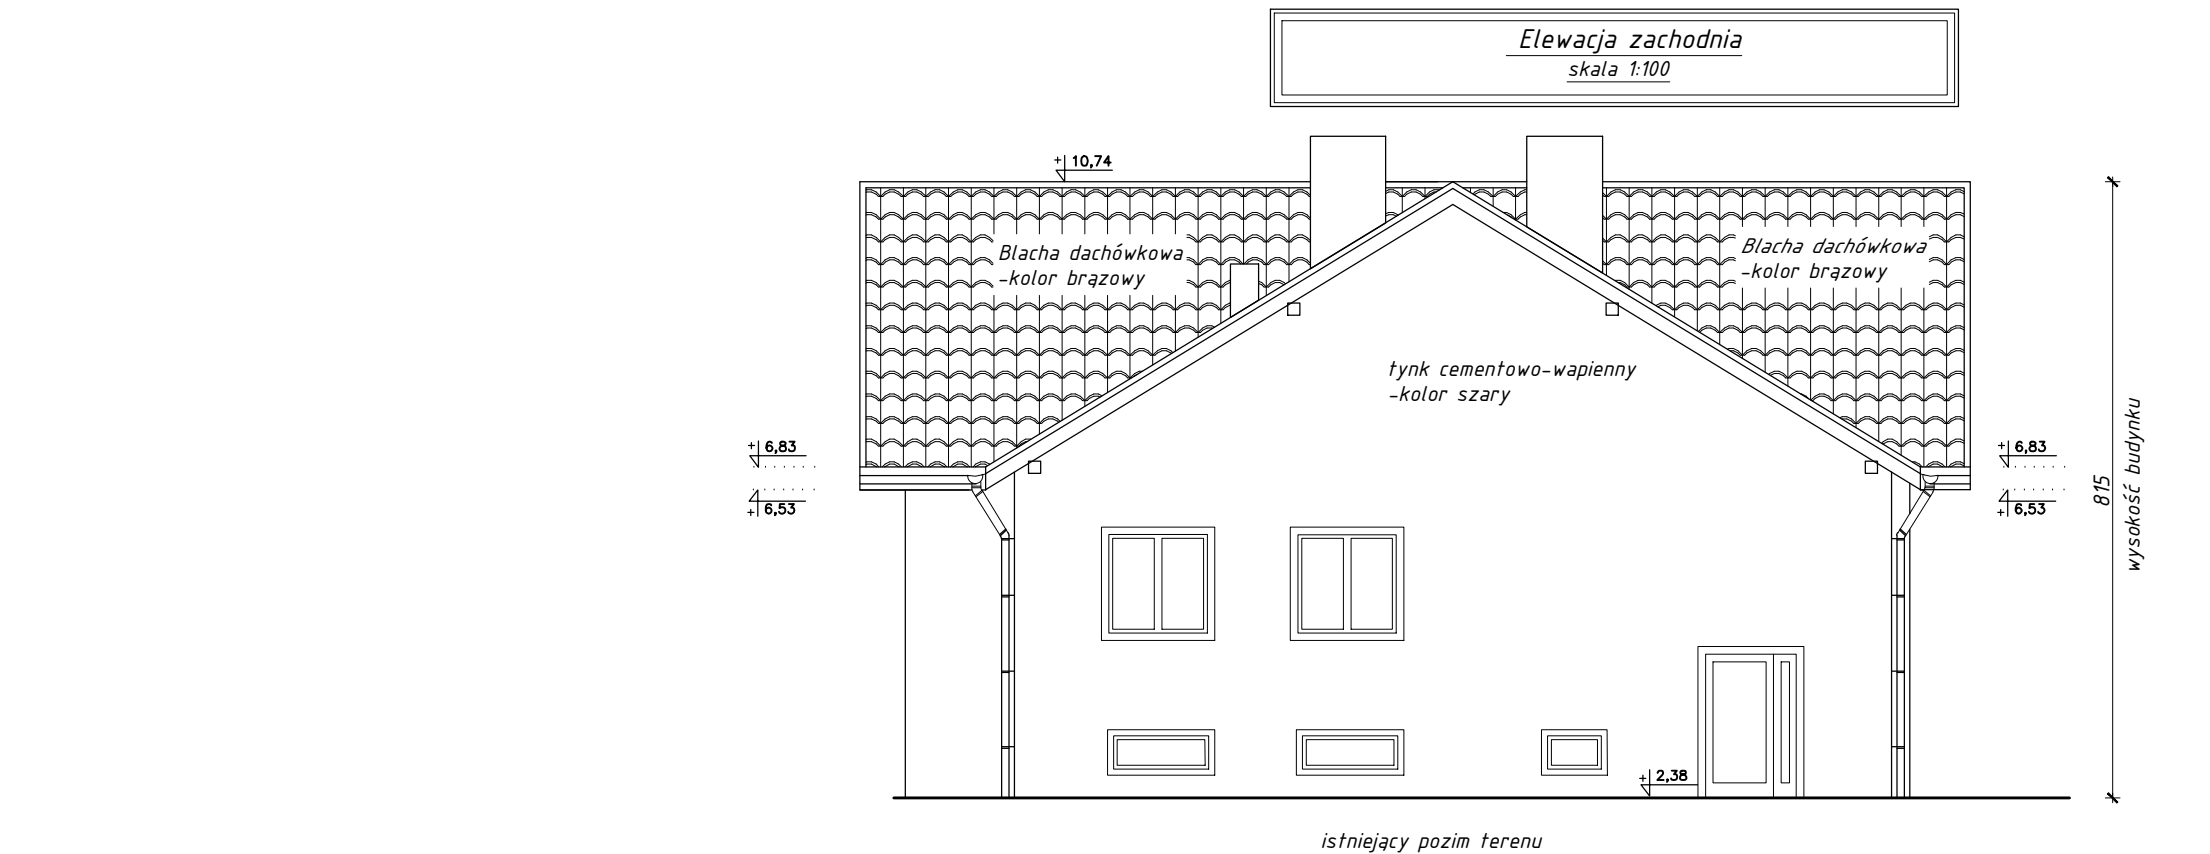 Elewacja zachodnia
skala 1:100
+ 10,74
Blacha dachówkowa
-kolor brązowy
Blacha dachówkowa
-kolor brązowy
tynk cementowo-wapienny
-kolor szary
+ 6,83
+ 6,53
+ 6,83
+ 6,53
815
wysokość budynku
+ 2,38
istniejący pozim terenu